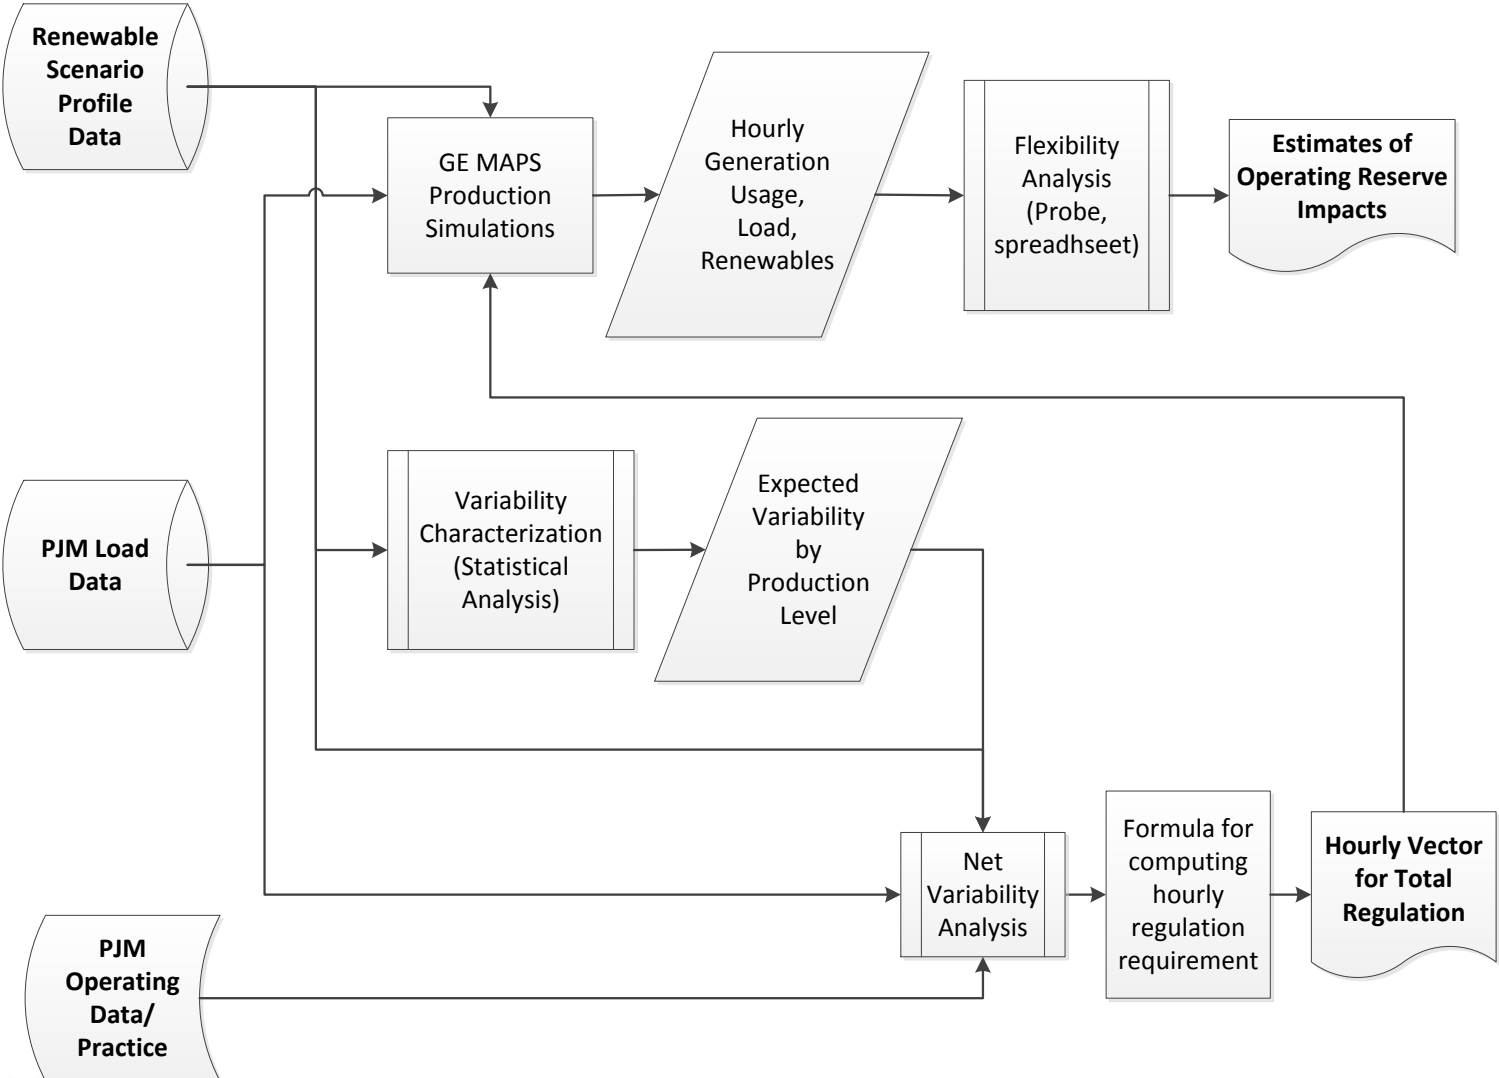 Renewable
Scenario
Profile
Data
GE MAPS
Production
Simulations
Hourly
Generation
Usage,
Load,
Renewables
Flexibility
Analysis
(Probe,
spreadhseet)
Estimates of
Operating Reserve
Impacts
PJM Load
Data
Variability
Characterization
(Statistical
Analysis)
Expected
Variability
by
Production
Level
PJM
Operating
Data/
Practice
Net
Variability
Analysis
Formula for
computing
hourly
regulation
requirement
Hourly Vector
for Total
Regulation